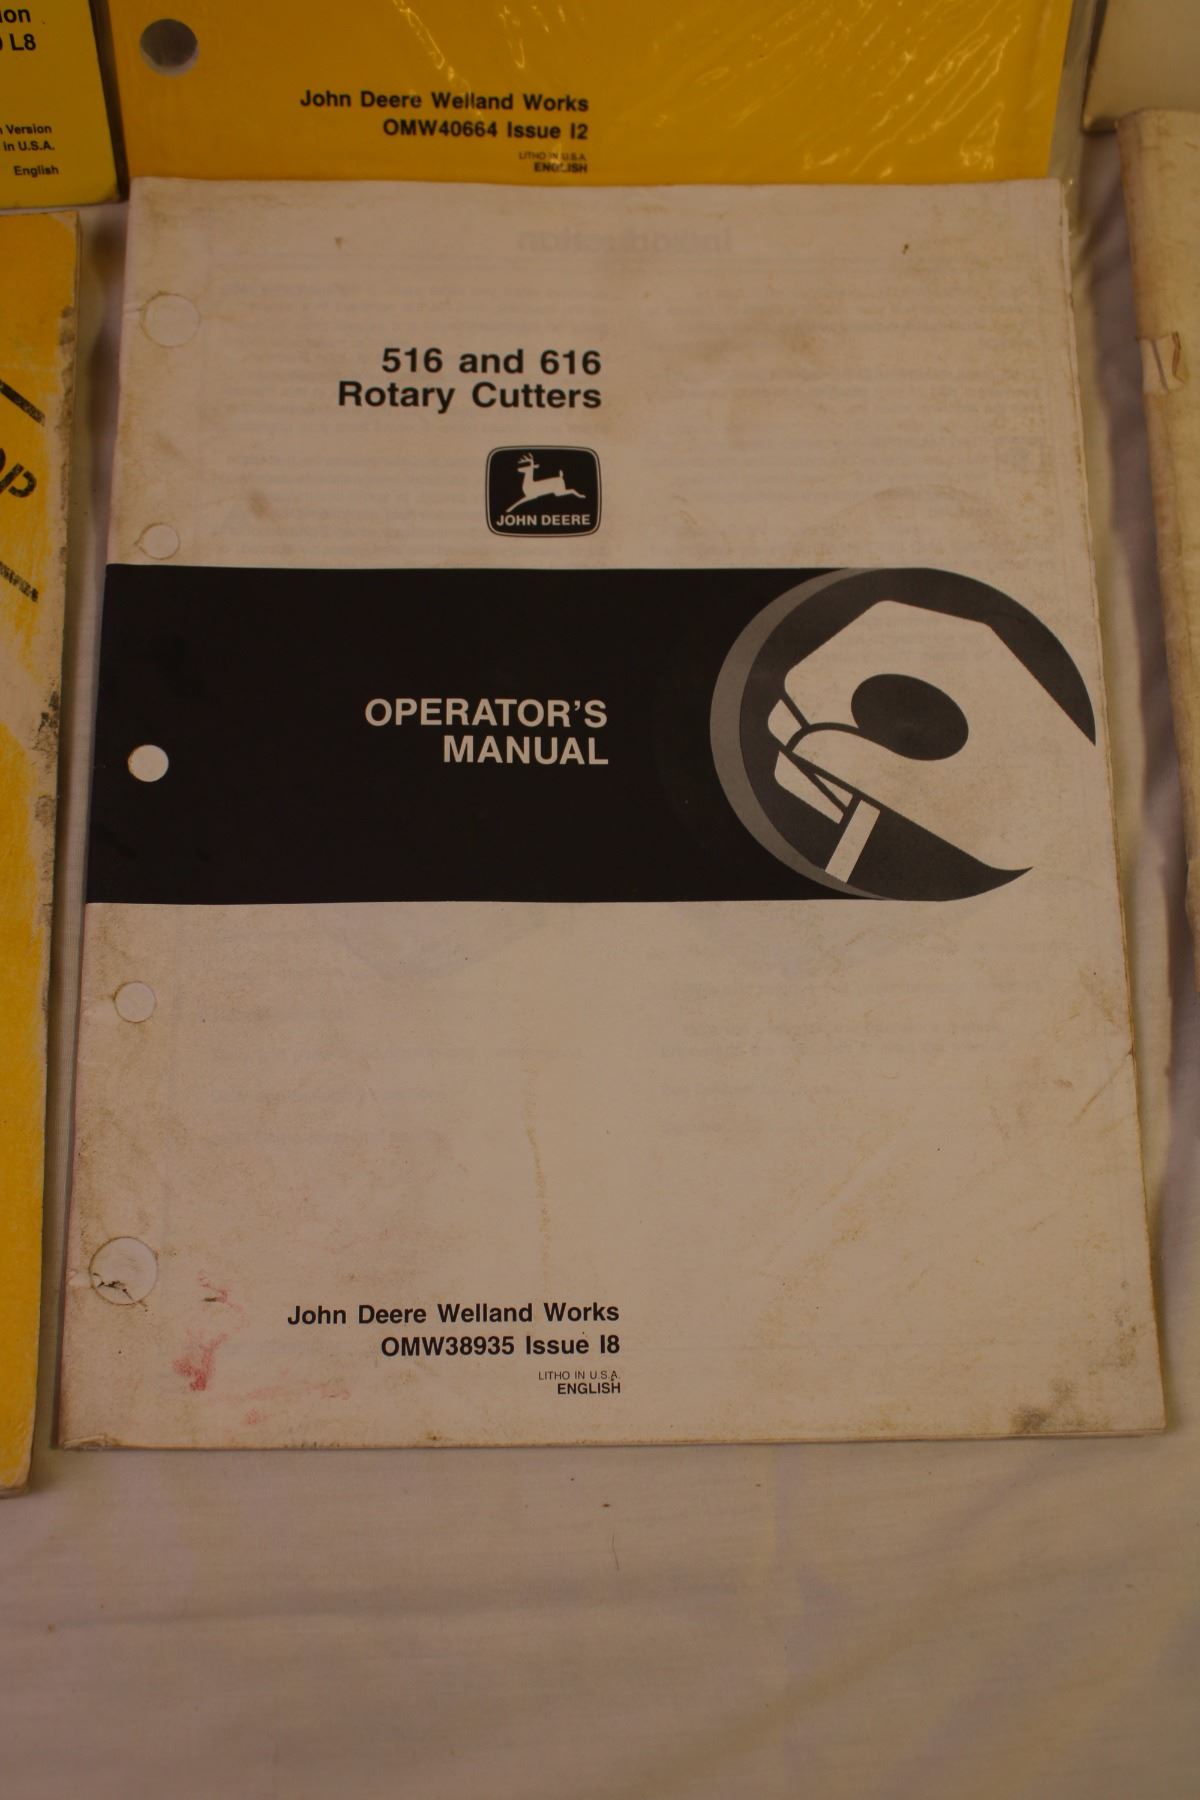 on
L8
Version
in U.S.A.
English
John Deere Welland Works
OMW40664 Issue I2
LITHO IN U.S.A.
ENGLISH
Introduction
516 and 616
Rotary Cutters
JOHN DEERE
OPERATOR'S
MANUAL
John Deere Welland Works
OMW38935 Issue I8
LITHO IN U.S.A.
ENGLISH